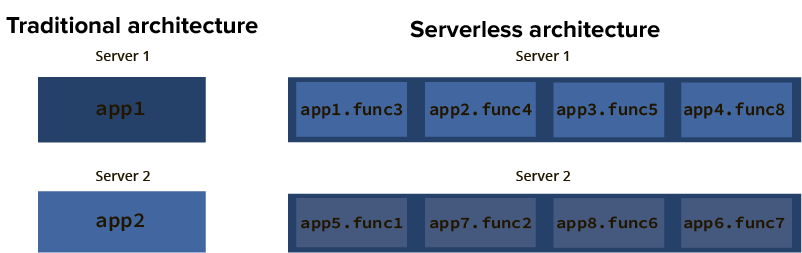 Traditional architecture
Server 1
app1
Server 2
app2
Serverless architecture
Server 1
app1.func3 app2.func4 app3.func5 app4.func8
Server 2
app5.func1 app7.func2 app8.func6 app6.func7